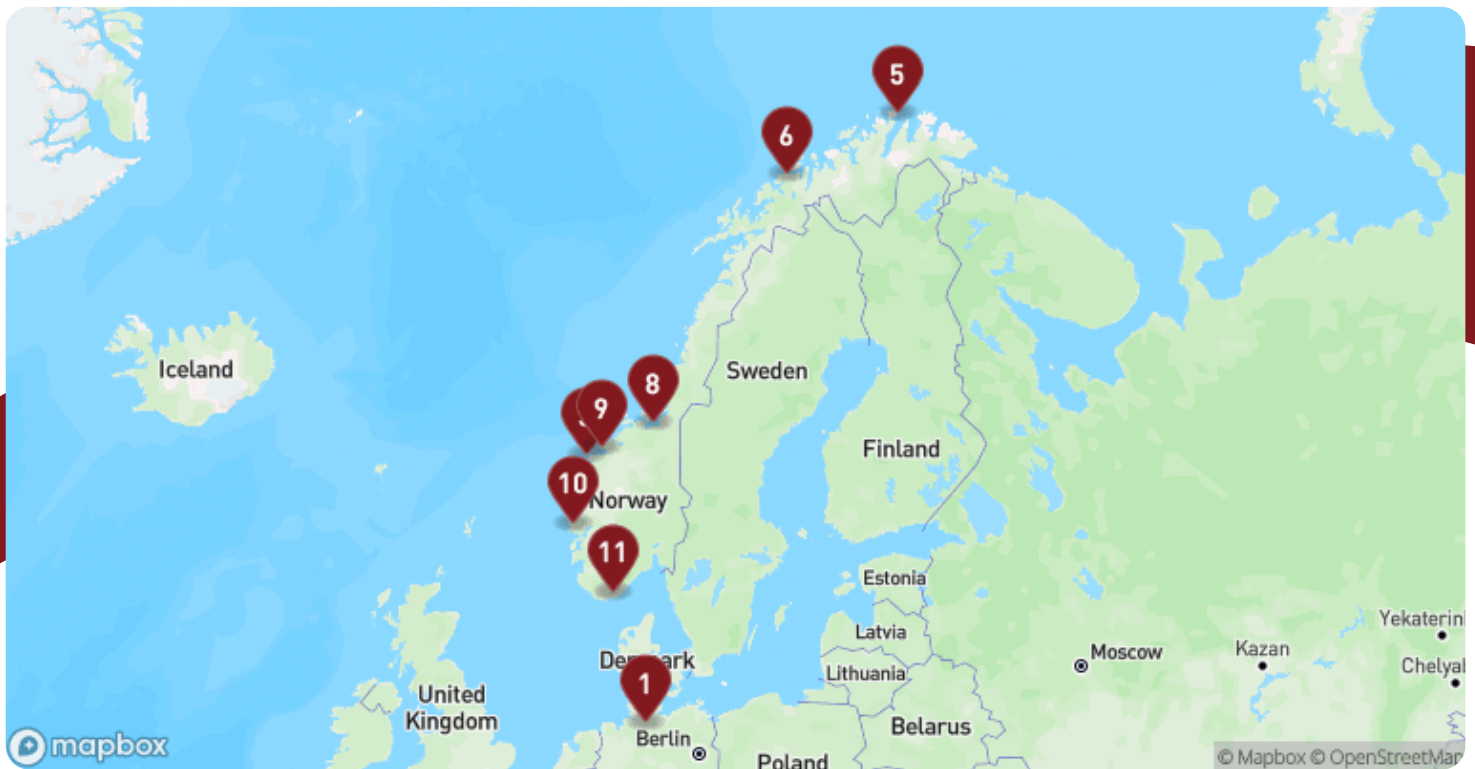 5
6
Iceland
Sweden
8
9
Finland
10
Norway
11
Estonia
Latvia
Lithuania
Denmark
1
United
Kingdom
Belarus
Berlin
Poland
Moscow
Kazan
Yekaterin
Chelyab
mapbox
© Mapbox © OpenStreetMap